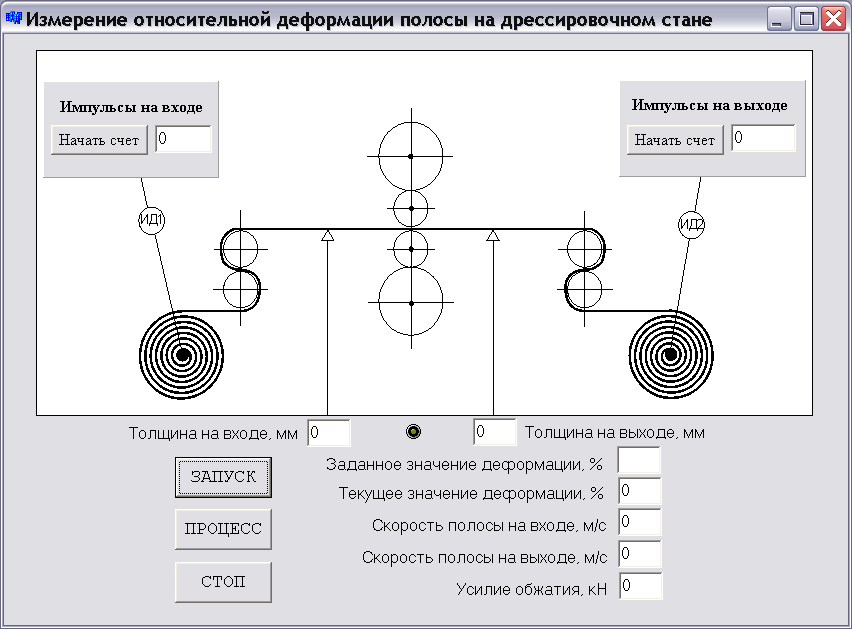 Измерение относительной деформации полосы на дрессировочном стане
Импульсы на входе
Начать счет 0
Импульсы на выходе
Начать счет 0
ИД1
ИД2
Толщина на входе, мм 0
0 Толщина на выходе, мм
Заданное значение деформации, %
ЗАПУСК
Текущее значение деформации, % 0
ПРОЦЕСС
Скорость полосы на входе, м/с 0
Скорость полосы на выходе, м/с 0
СТОП
Усилие обжатия, кН 0